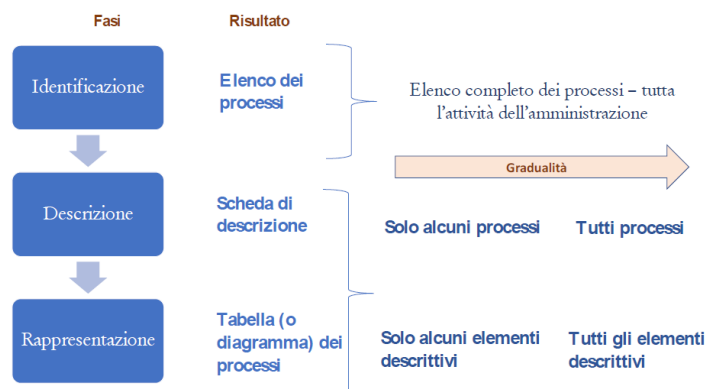 Fasi
Risultato
Identificazione
Elenco dei
processi
Elenco completo dei processi – tutta
l'attività dell'amministrazione
Gradualità
Descrizione
Scheda di
descrizione
Solo alcuni processi
Tutti processi
Rappresentazione
Tabella (o
diagramma) dei
processi
Solo alcuni elementi
descrittivi
Tutti gli elementi
descrittivi